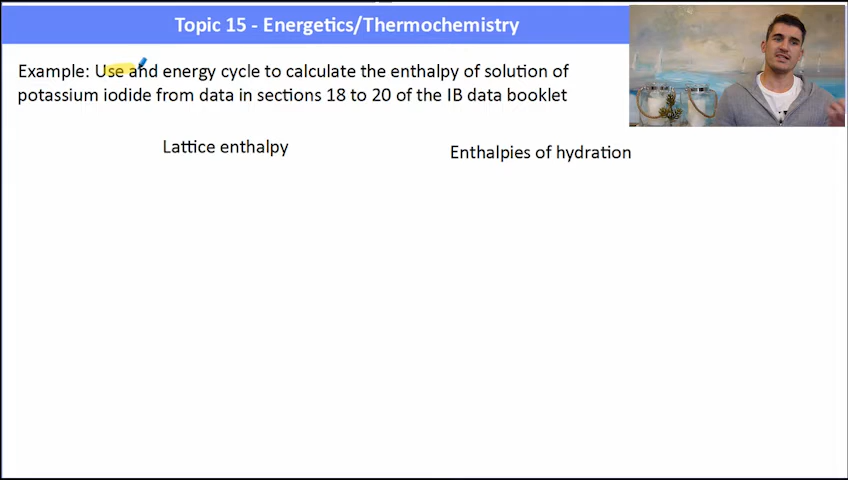 Topic 15 - Energetics/Thermochemistry
Example: Use and energy cycle to calculate the enthalpy of solution of
potassium iodide from data in sections 18 to 20 of the IB data booklet
Lattice enthalpy
Enthalpies of hydration